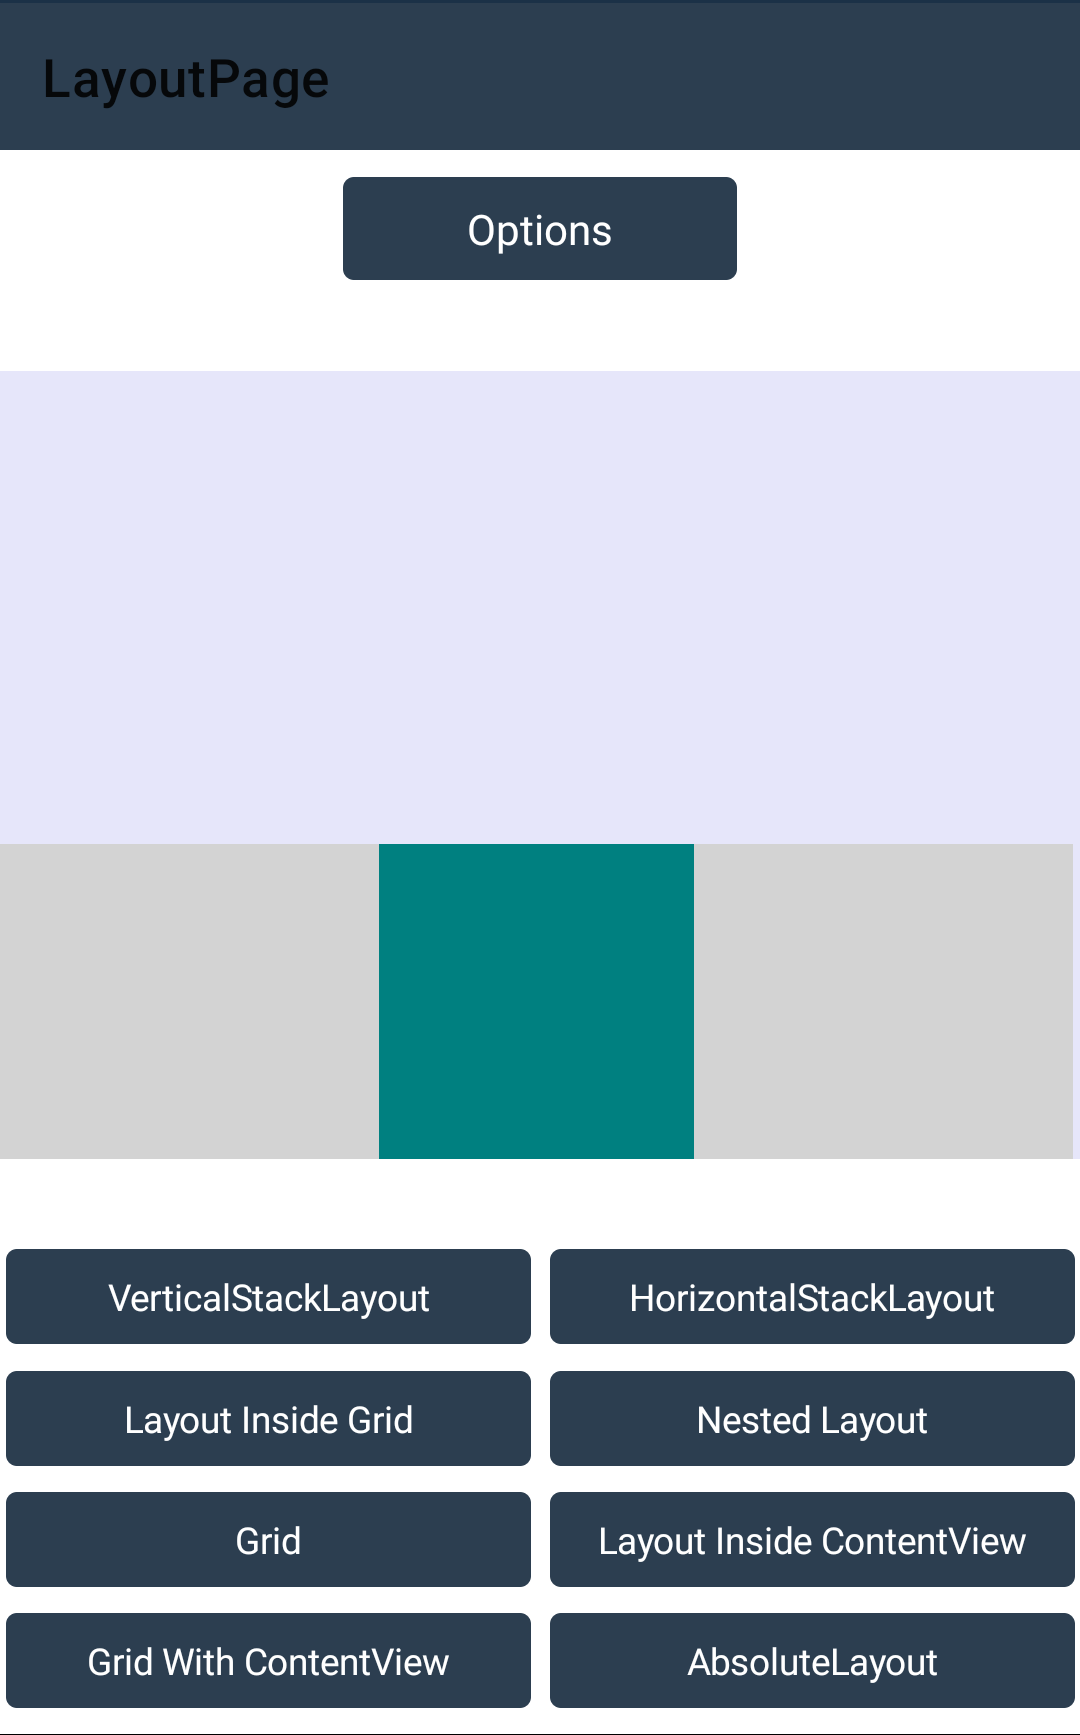 LayoutPage
Options
VerticalStackLayout
HorizontalStackLayout
Layout Inside Grid
Nested Layout
Grid
Layout Inside ContentView
Grid With ContentView
AbsoluteLayout